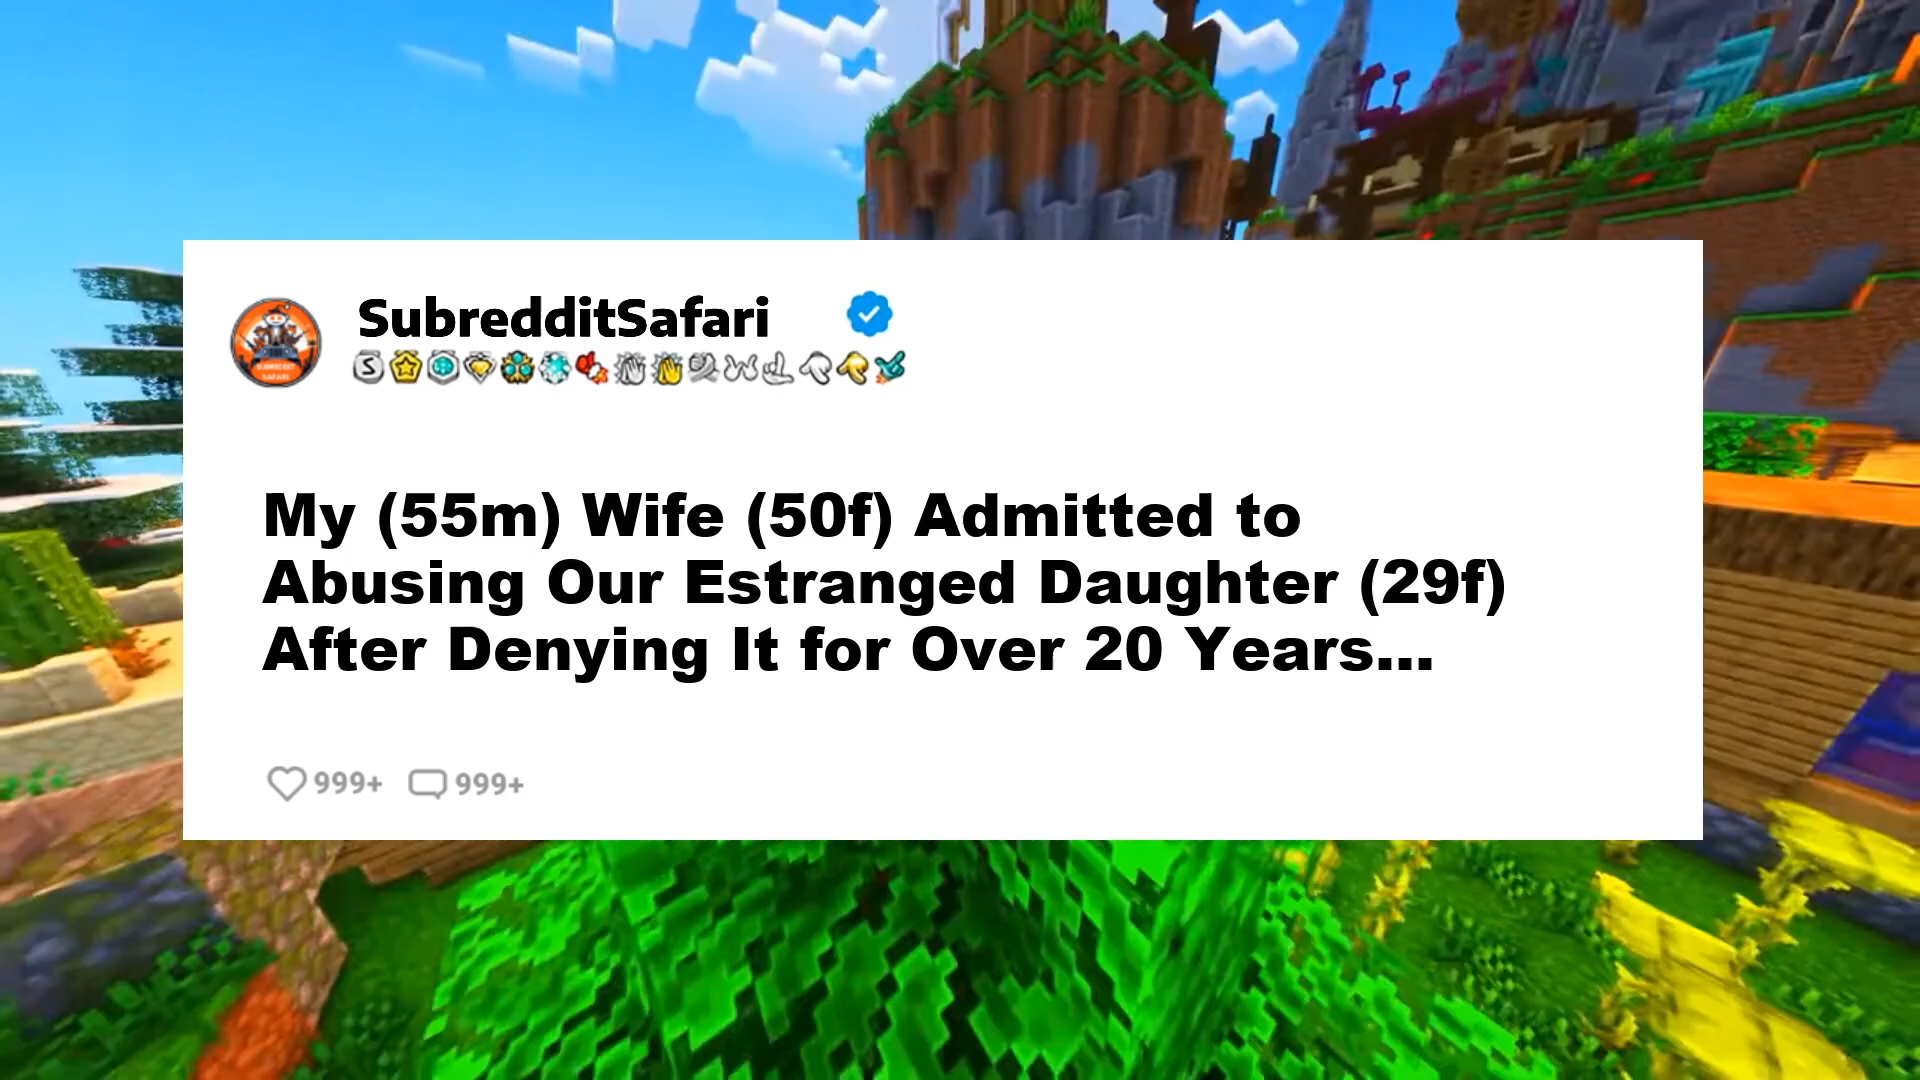 SubredditSafari
My (55m) Wife (50f) Admitted to
Abusing Our Estranged Daughter (29f)
After Denying It for Over 20 Years...
999+ 999+